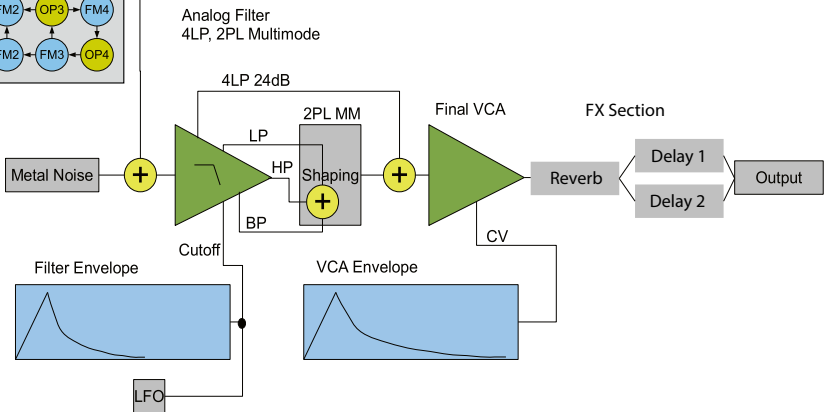 FM2 OP3 FM4
FM2 FM3 OP4
Analog Filter
4LP, 2PL Multimode
4LP 24dB
2PL MM
Final VCA
FX Section
LP
HP
BP
Shaping
Metal Noise
+
+
+
Reverb
Delay 1
Delay 2
Output
Cutoff
CV
Filter Envelope
VCA Envelope
LFO